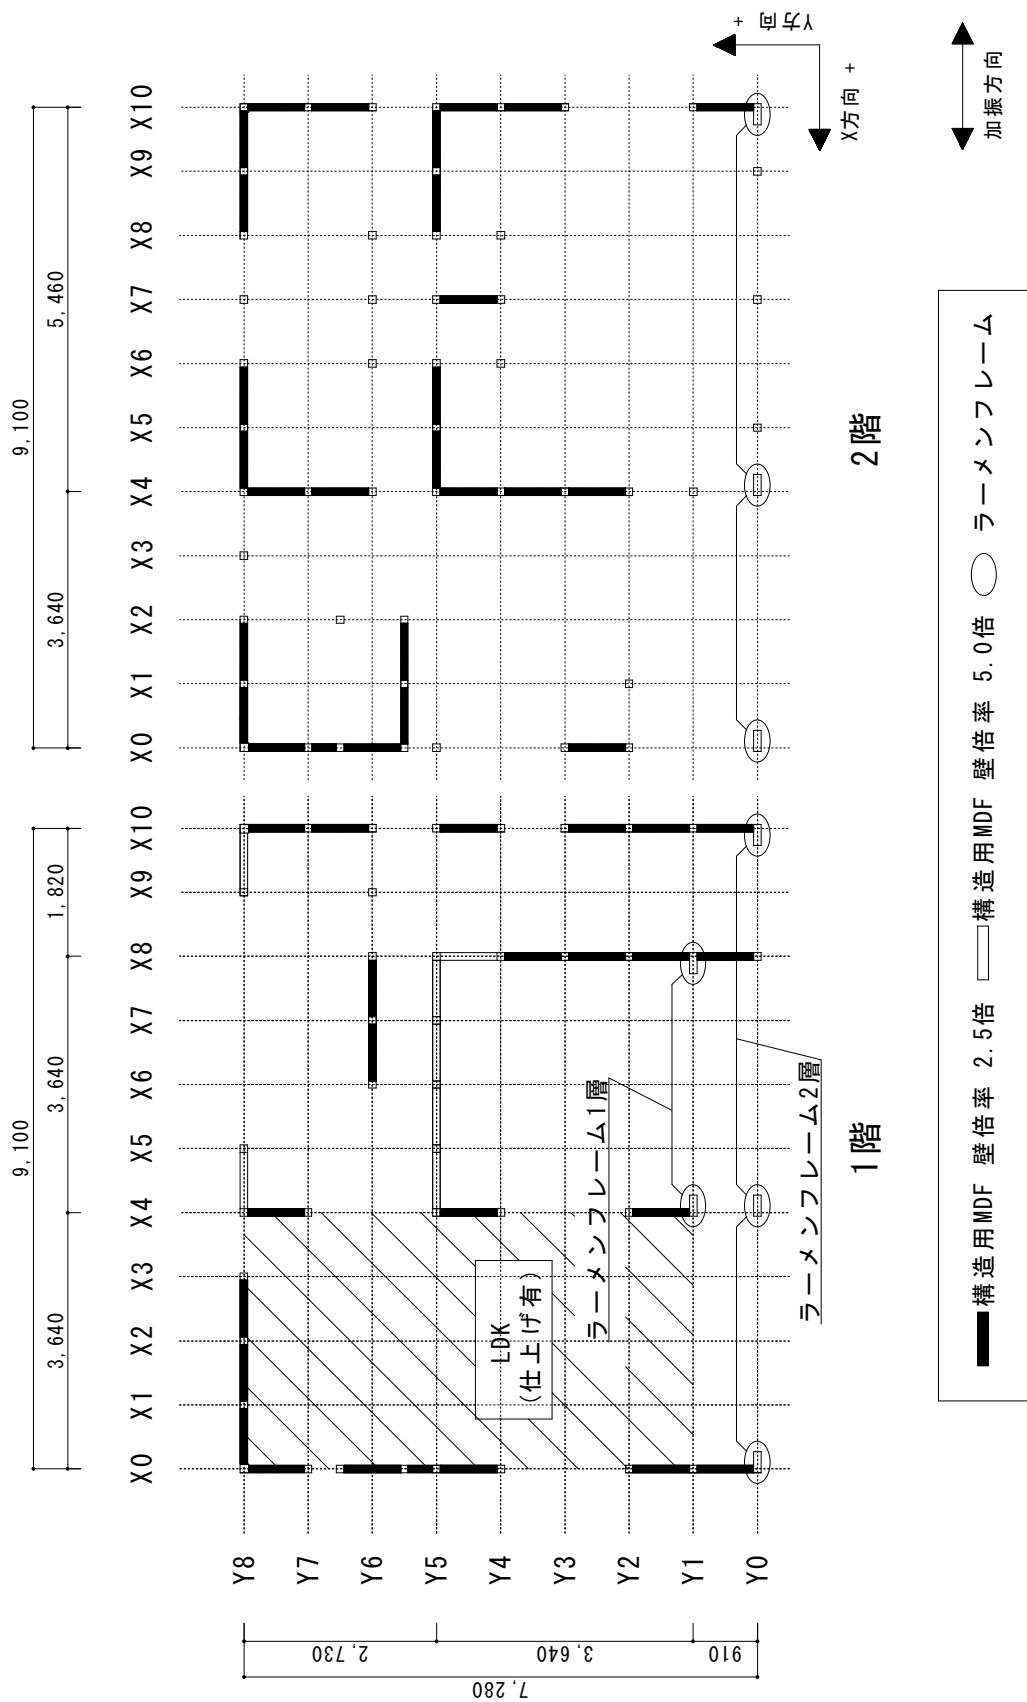 9,100
3,640
3,640
1,820
X0
X1
X2
X3
X4
X5
X6
X7
X8
X9
X10
9,100
3,640
5,460
X0
X1
X2
X3
X4
X5
X6
X7
X8
X9
X10
7,280
2,730
3,640
910
Y8
Y7
Y6
Y5
Y4
Y3
Y2
Y1
Y0
LDK
(仕上げ有)
ラーメンフレーム1層
ラーメンフレーム2層
1階
2階
Y方向 +
X方向 +
加振方向
構造用MDF 壁倍率 2.5倍
構造用MDF 壁倍率 5.0倍
ラーメンフレーム